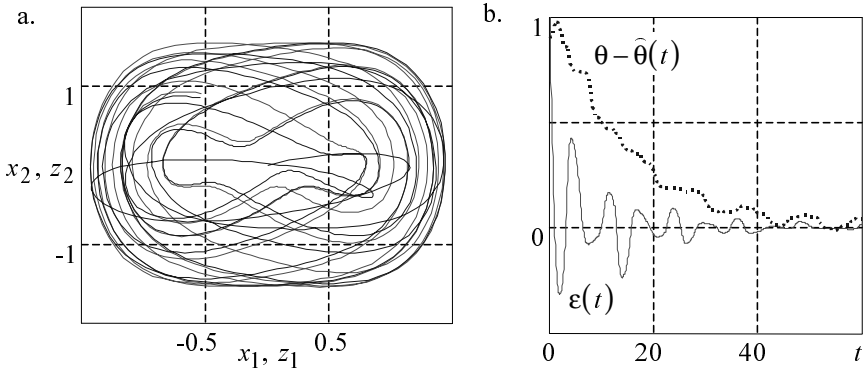 a.
1
x₂, z₂
-1
-0.5 0.5
x₁, z₁
b.
1
θ – θ̂(t)
0
ε(t)
0 20 40 t